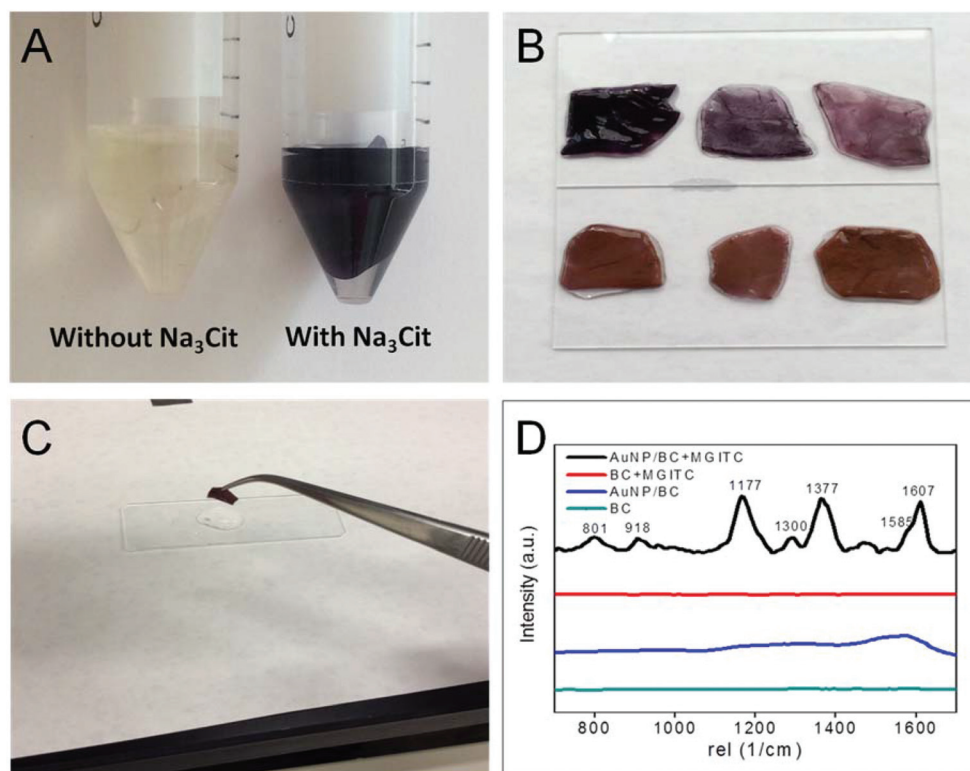 A
Without Na₃Cit
With Na₃Cit
B
C
D
AuNP/BC+MGITC
BC+MGITC
AuNP/BC
BC
801
918
1177
1300
1377
1585
1607
Intensity (a.u.)
800
1000
1200
1400
1600
rel (1/cm)